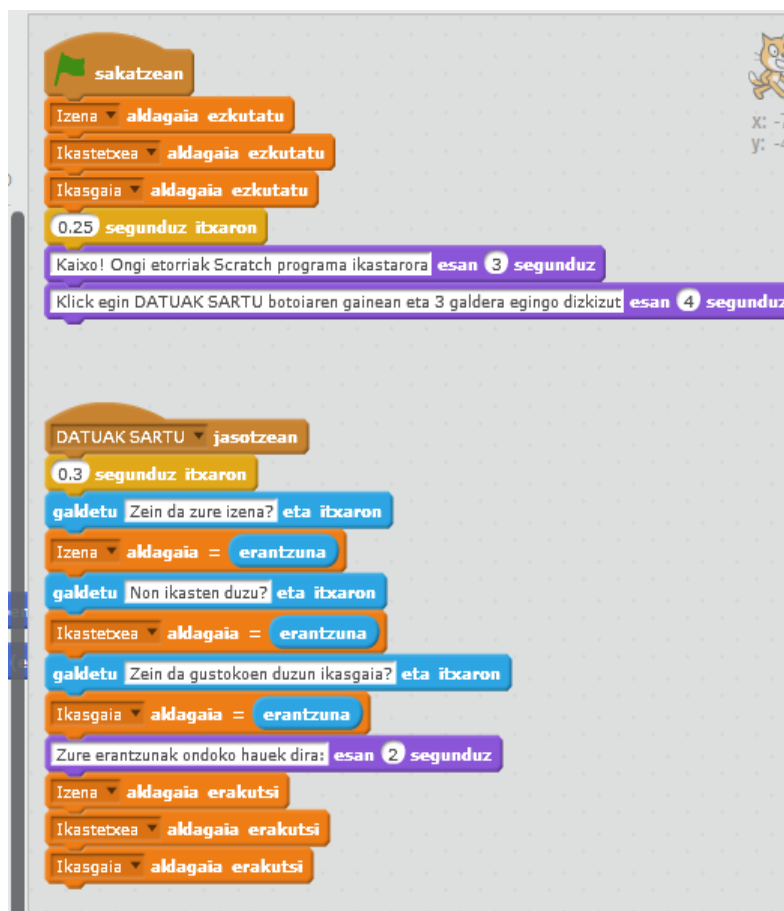 sakatzean
Izena aldagaia ezkutatu
Ikastetxea aldagaia ezkutatu
Ikasgaia aldagaia ezkutatu
0.25 segunduz itxaron
Kaixo! Ongi etorriak Scratch programa ikastarora esan 3 segunduz
Klick egin DATUAK SARTU botoiaren gainean eta 3 galdera egingo dizkizut esan 4 segunduz
DATUAK SARTU jasotzean
0.3 segunduz itxaron
galdetu Zein da zure izena? eta itxaron
Izena aldagaia = erantzuna
galdetu Non ikasten duzu? eta itxaron
Ikastetxea aldagaia = erantzuna
galdetu Zein da gustokoen duzun ikasgaia? eta itxaron
Ikasgaia aldagaia = erantzuna
Zure erantzunak ondoko hauek dira: esan 2 segunduz
Izena aldagaia erakutsi
Ikastetxea aldagaia erakutsi
Ikasgaia aldagaia erakutsi
x:
y: